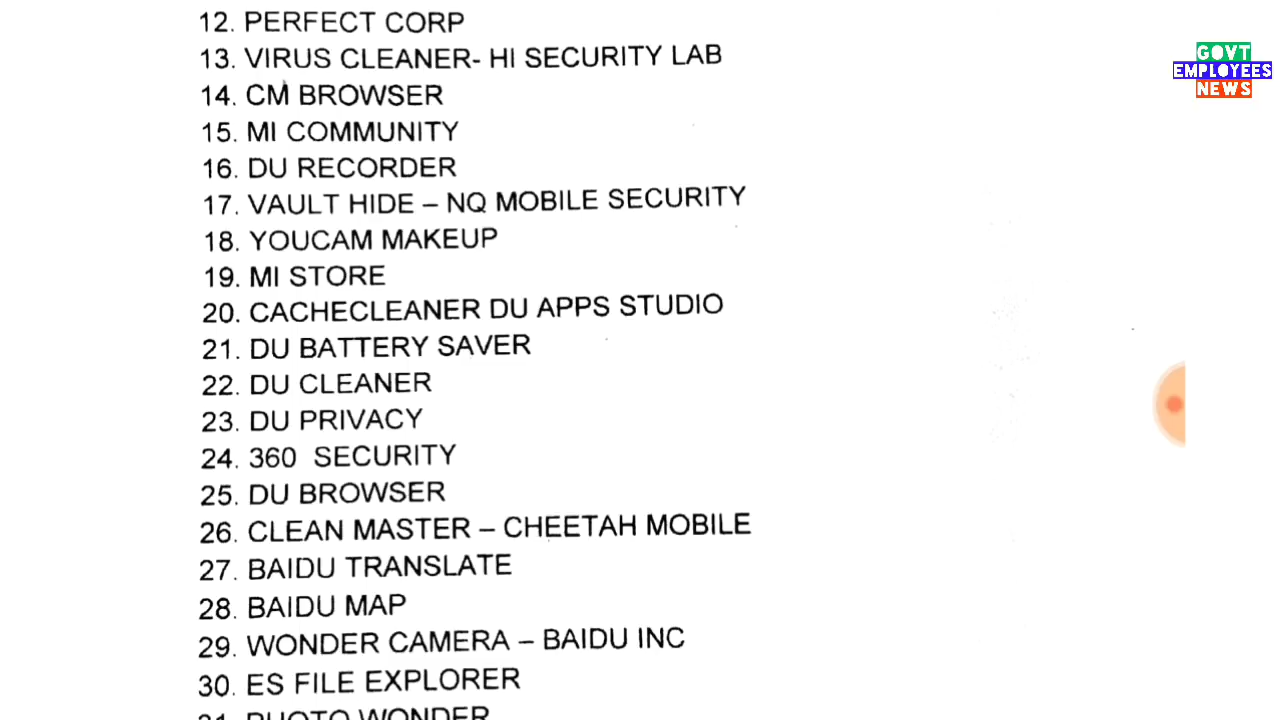 12. PERFECT CORP
13. VIRUS CLEANER- HI SECURITY LAB
14. CM BROWSER
15. MI COMMUNITY
16. DU RECORDER
17. VAULT HIDE – NQ MOBILE SECURITY
18. YOUCAM MAKEUP
19. MI STORE
20. CACHECLEANER DU APPS STUDIO
21. DU BATTERY SAVER
22. DU CLEANER
23. DU PRIVACY
24. 360 SECURITY
25. DU BROWSER
26. CLEAN MASTER – CHEETAH MOBILE
27. BAIDU TRANSLATE
28. BAIDU MAP
29. WONDER CAMERA – BAIDU INC
30. ES FILE EXPLORER
31. PHOTO WONDER
GOVT
EMPLOYEES
NEWS